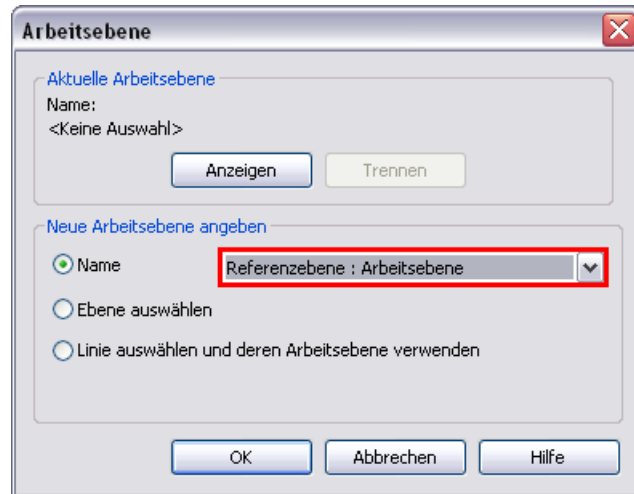 Arbeitsebene
Aktuelle Arbeitsebene
Name:
<Keine Auswahl>
Anzeigen Trennen
Neue Arbeitsebene angeben
Name Referenzebene : Arbeitsebene
Ebene auswählen
Linie auswählen und deren Arbeitsebene verwenden
OK Abbrechen Hilfe